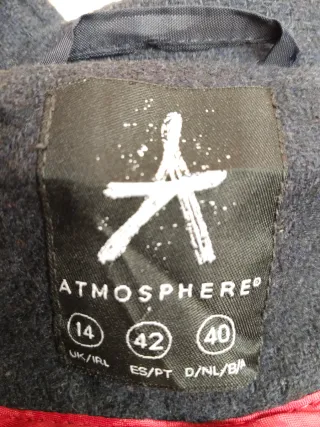 ATMOSPHERE
14 42 40
UK/IRL ES/PT D/NL/B/A